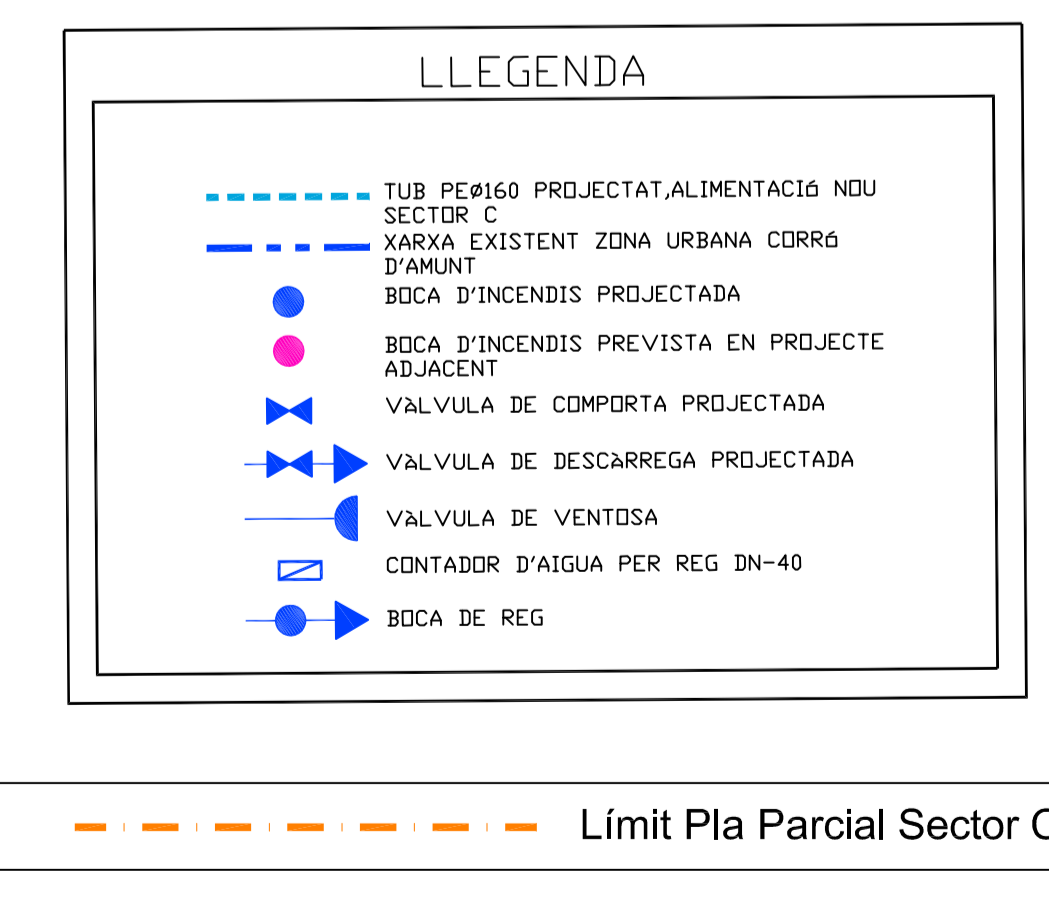 LLEGENDA
TUB PEØ160 PROJECTAT,ALIMENTACIó NOU
SECTOR C
XARXA EXISTENT ZONA URBANA CORRó
D'AMUNT
BOCA D'INCENDIS PROJECTADA
BOCA D'INCENDIS PREVISTA EN PROJECTE
ADJACENT
VàLVULA DE COMPORTA PROJECTADA
VàLVULA DE DESCàRREGA PROJECTADA
VàLVULA DE VENTOSA
CONTADOR D'AIGUA PER REG DN-40
BOCA DE REG
Límit Pla Parcial Sector C